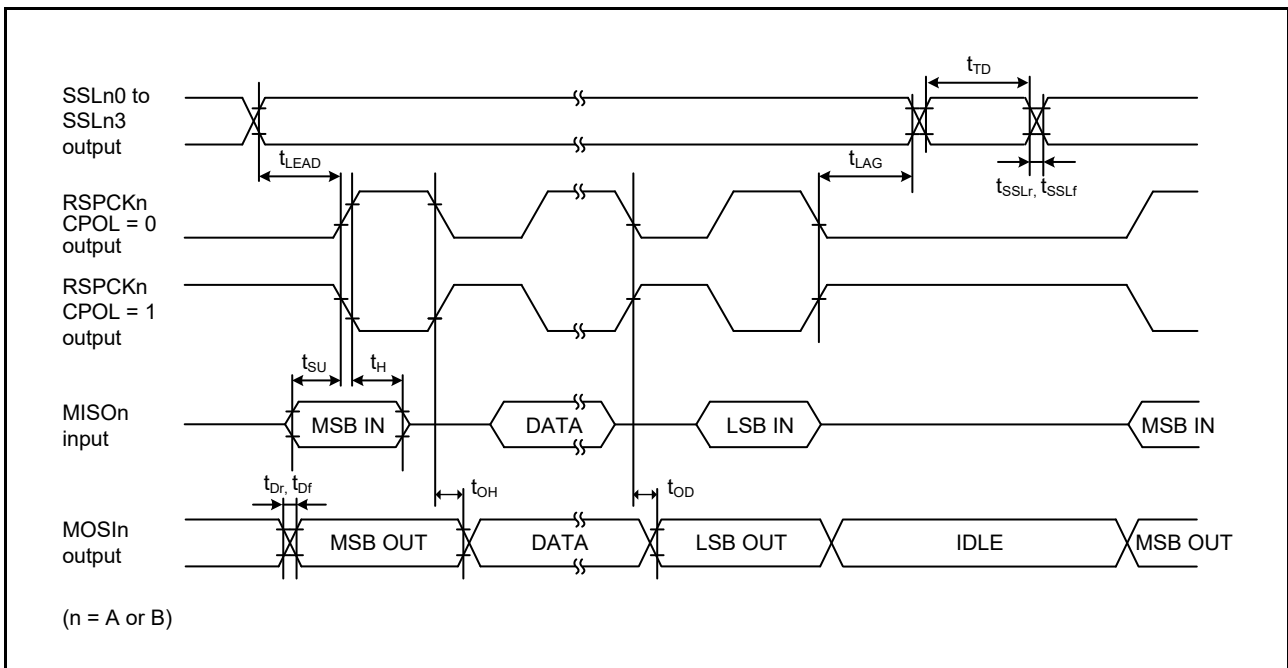 SSLn0 to
SSLn3
output
tTD
tLEAD
tLAG
tSSLr, tSSLf
RSPCKn
CPOL = 0
output
RSPCKn
CPOL = 1
output
tSU
tH
MISOn
input
MSB IN
DATA
LSB IN
MSB IN
tDr, tDf
tOH
tOD
MOSIn
output
MSB OUT
DATA
LSB OUT
IDLE
MSB OUT
(n = A or B)